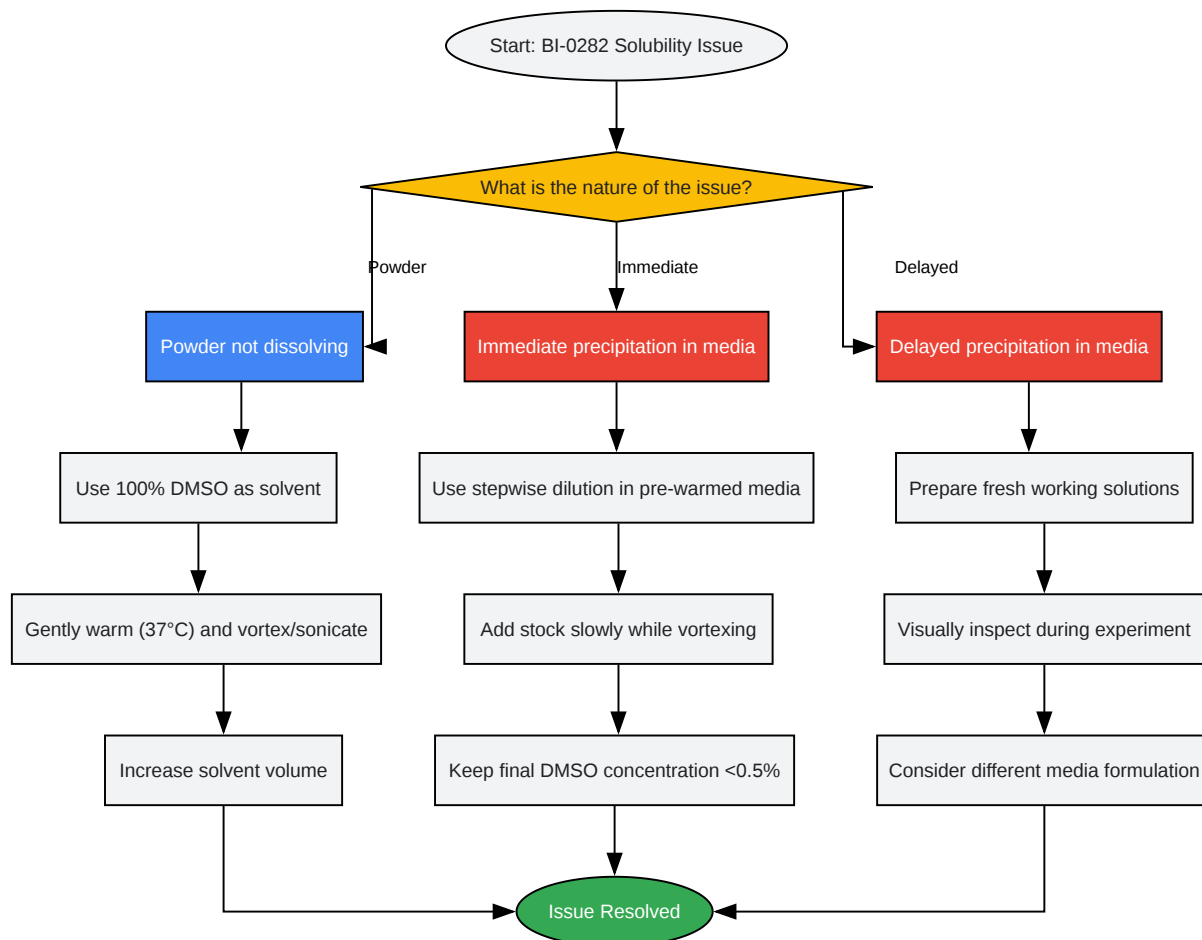 Start: BI-0282 Solubility Issue
What is the nature of the issue?
Powder
Immediate
Delayed
Powder not dissolving
Immediate precipitation in media
Delayed precipitation in media
Use 100% DMSO as solvent
Use stepwise dilution in pre-warmed media
Prepare fresh working solutions
Gently warm (37°C) and vortex/sonicate
Add stock slowly while vortexing
Visually inspect during experiment
Increase solvent volume
Keep final DMSO concentration <0.5%
Consider different media formulation
Issue Resolved